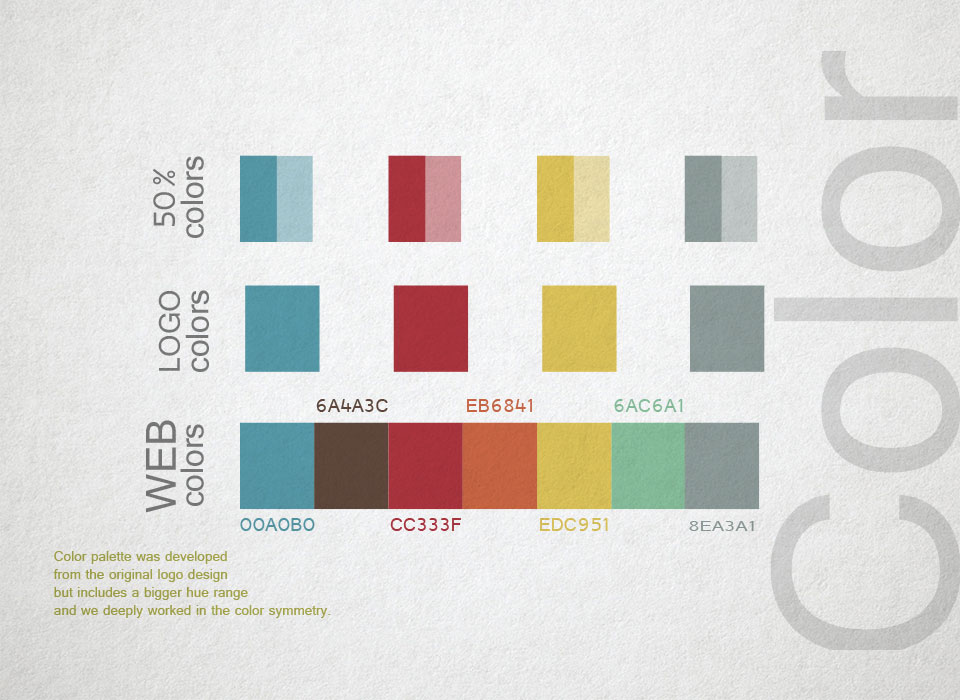 Color
50%
colors
LOGO
colors
6A4A3C EB6841 6AC6A1
WEB
colors
00A0B0 CC333F EDC951 8EA3A1
Color palette was developed
from the original logo design
but includes a bigger hue range
and we deeply worked in the color symmetry.